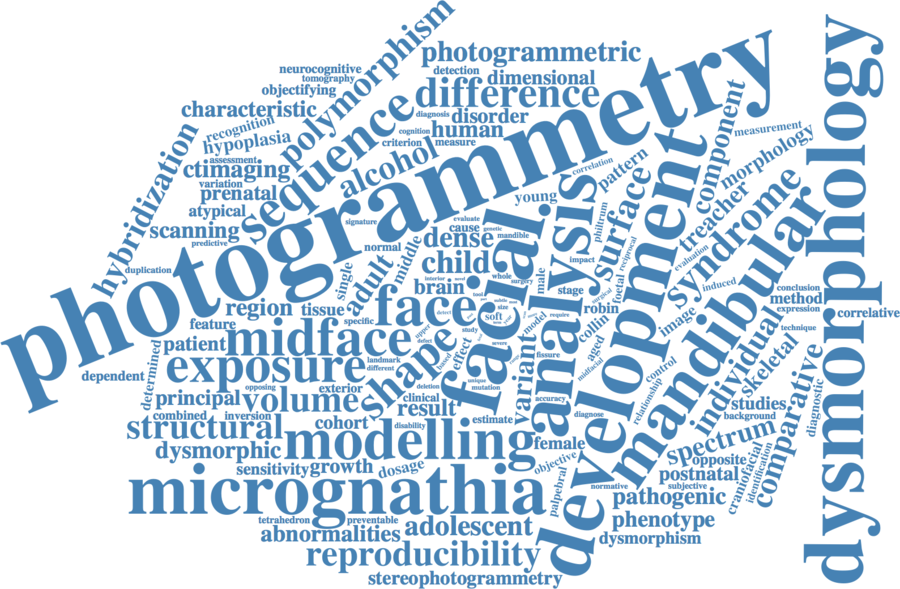 photogrammetry
dysmorphology
polymorphism
photogrammetric
neurocognitive
tomography
objectifying
detection
dimensional
difference
characteristic
recognition
hypoplasia
sequence
diagnosis
disorder
cognition
human
criterion
measure
alcohol
assessment
ctimaging
variation
prenatal
atypical
scanning
predictive
hybridization
duplication
signature
normal
middle
adult
single
evaluate
cause
genetic
dense
mandible
child
brain
interior
novel
whole
surgery
young
correlation
pattern
philtrum
reciprocal
surface
component
measurement
morphology
treacher
syndrome
evaluation
induced
development
facial
analysis
male
impact
stage
surgical
foetal
robin
collin
aged
midfacial
image
mandibular
conclusion
method
expression
technique
correlative
individual
skeletal
control
relationship
studies
background
comparative
diagnostic
spectrum
opposite
postnatal
subjective
craniofacial
identification
normative
pathogenic
phenotype
dysmorphism
region
tissue
specific
feature
patient
midface
face
exposure
landmark
different
upper
defect
shape
based
effect
study
soft
size
model
require
severe
fissure
variant
accuracy
unique
mutation
deletion
clinical
result
estimate
disability
dependent
determined
principal
opposing
volume
exterior
combined
inversion
cohort
structural
modelling
female
diagnose
objective
palpebral
dysmorphic
sensitivity
growth
dosage
micrognathia
tetrahedron
preventable
abnormalities
adolescent
reproducibility
stereophotogrammetry